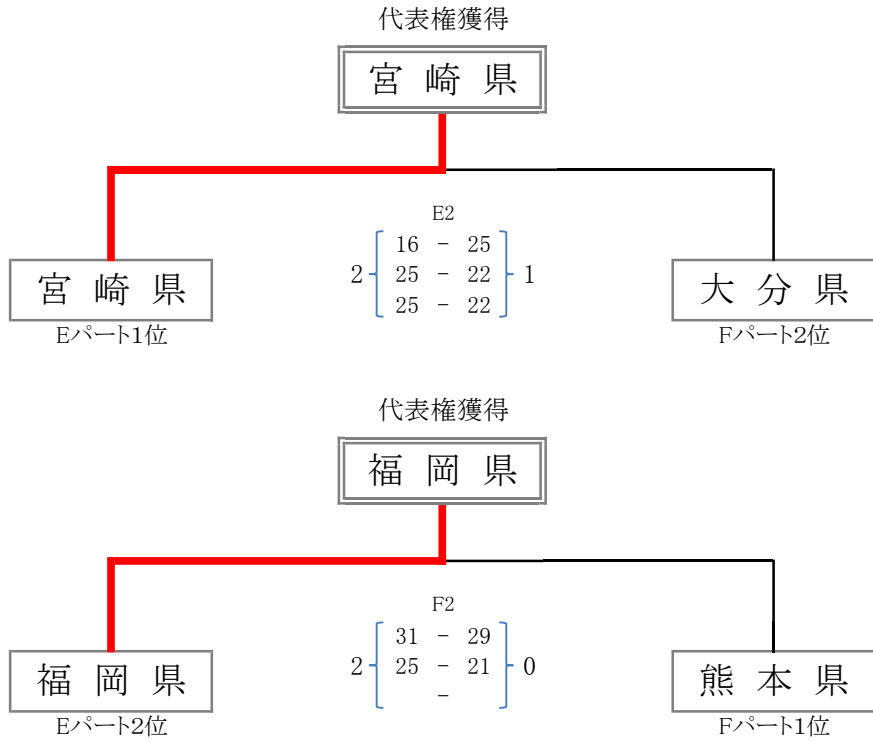 代表権獲得
宮崎県
E2
16 - 25
2 25 - 22 1
25 - 22
宮崎県 大分県
Eパート1位 Fパート2位
代表権獲得
福岡県
F2
31 - 29
2 25 - 21 0
-
福岡県 熊本県
Eパート2位 Fパート1位